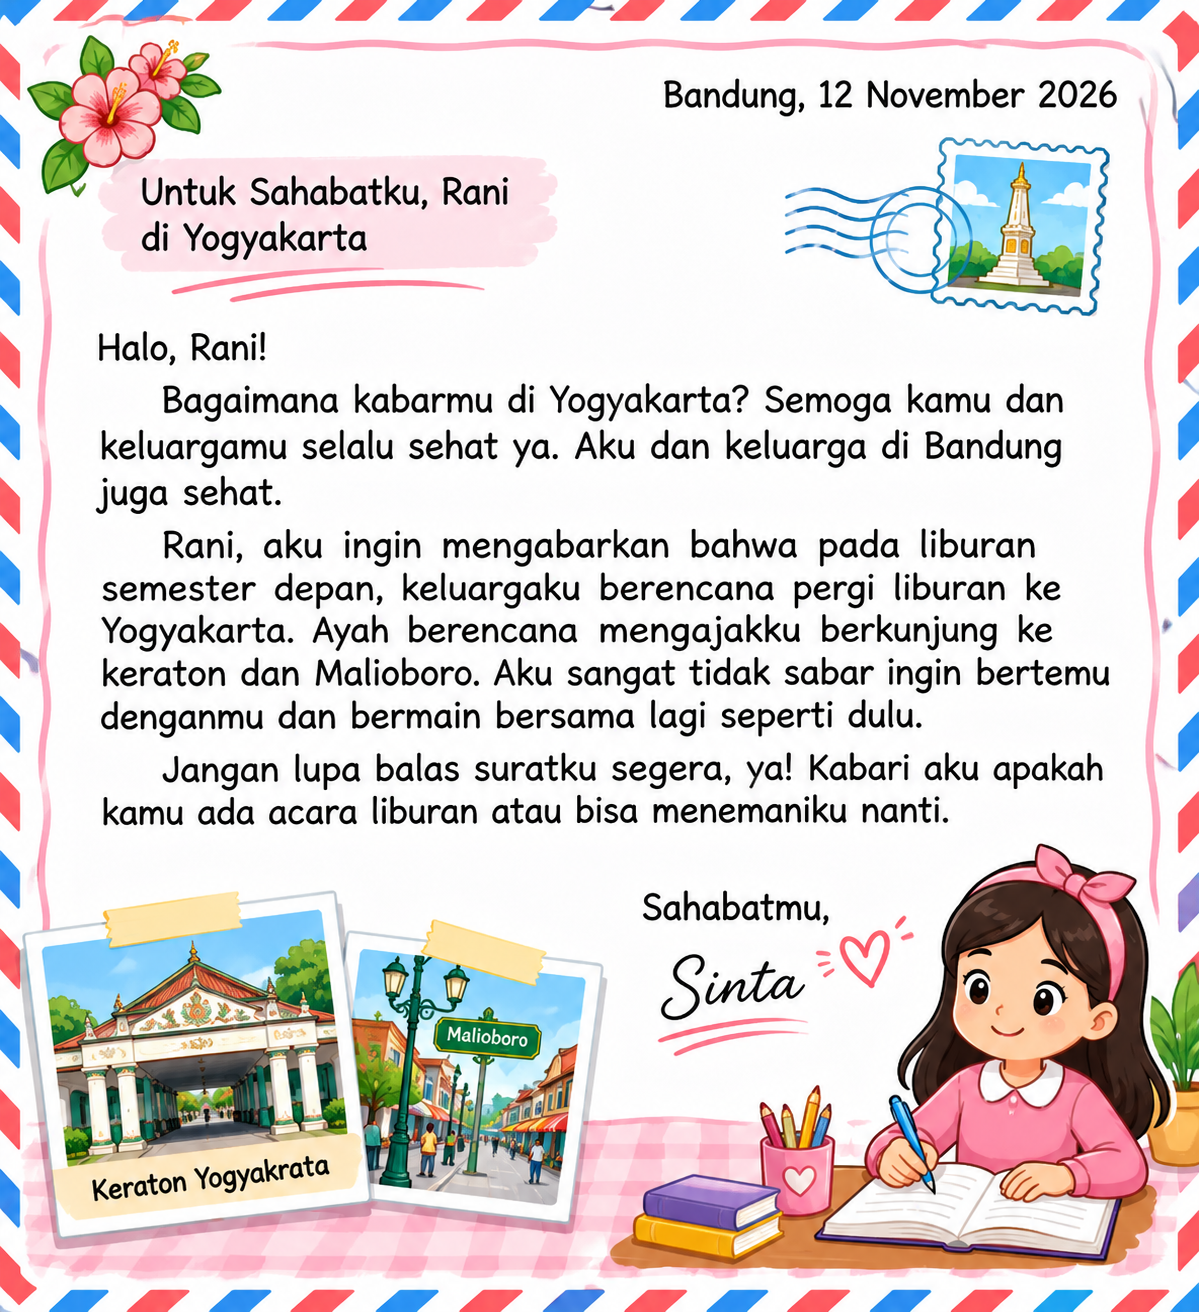 Bandung, 12 November 2026
Untuk Sahabatku, Rani
di Yogyakarta
Halo, Rani!
Bagaimana kabarmu di Yogyakarta? Semoga kamu dan
keluargamu selalu sehat ya. Aku dan keluarga di Bandung
juga sehat.
Rani, aku ingin mengabarkan bahwa pada liburan
semester depan, keluargaku berencana pergi liburan ke
Yogyakarta. Ayah berencana mengajakku berkunjung ke
keraton dan Malioboro. Aku sangat tidak sabar ingin bertemu
denganmu dan bermain bersama lagi seperti dulu.
Jangan lupa balas suratku segera, ya! Kabari aku apakah
kamu ada acara liburan atau bisa menemaniku nanti.
Sahabatmu,
Sinta
Malioboro
Keraton Yogyakrata